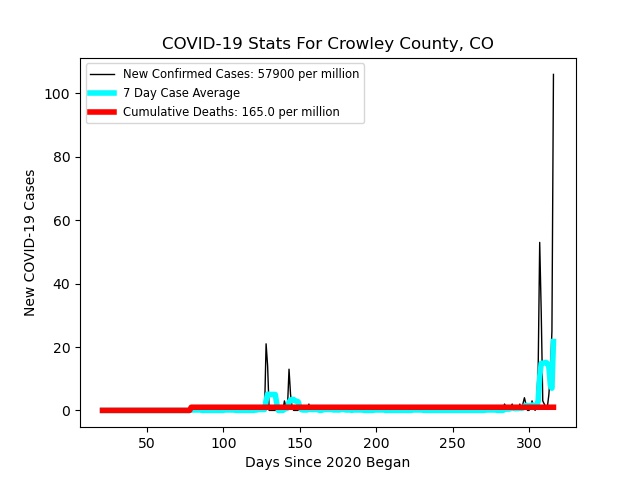 COVID-19 Stats For Crowley County, CO
New Confirmed Cases: 57900 per million
7 Day Case Average
Cumulative Deaths: 165.0 per million
New COVID-19 Cases
100
80
60
40
20
0
50 100 150 200 250 300
Days Since 2020 Began